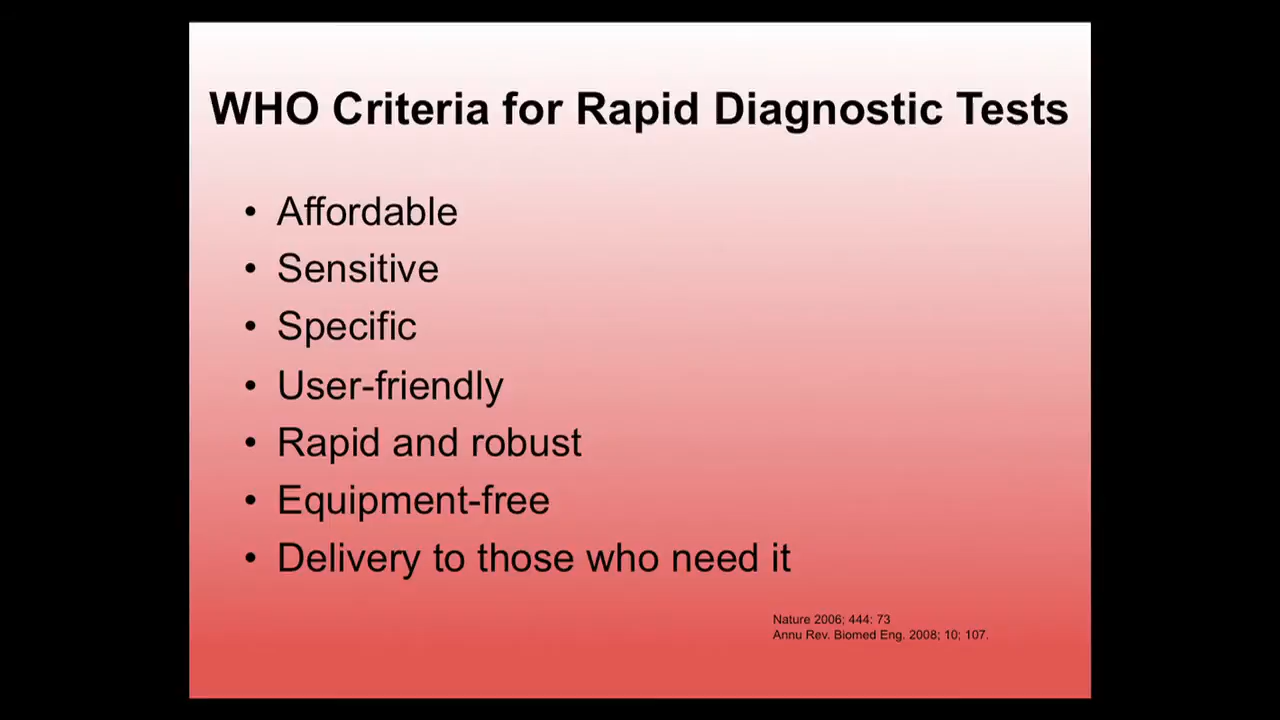 WHO Criteria for Rapid Diagnostic Tests
• Affordable
• Sensitive
• Specific
• User-friendly
• Rapid and robust
• Equipment-free
• Delivery to those who need it
Nature 2006; 444: 73
Annu Rev. Biomed Eng. 2008; 10; 107.